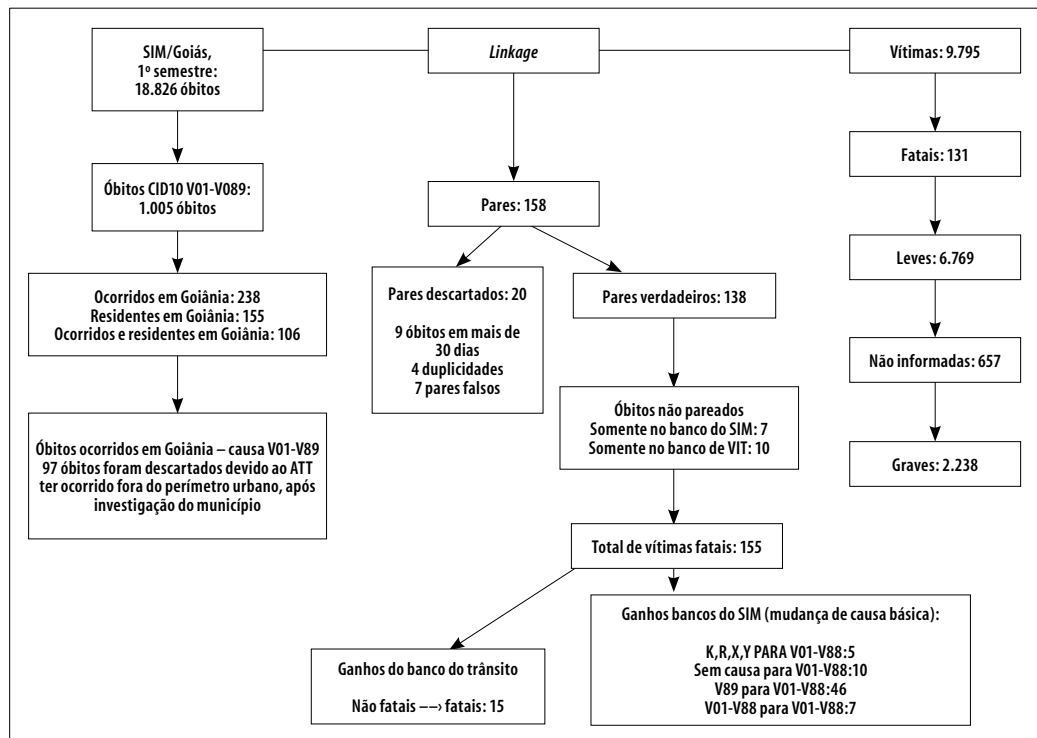 SIM/Goiás,
1º semestre:
18.826 óbitos
Linkage
Vítimas: 9.795
Óbitos CID10 V01-V089:
1.005 óbitos
Pares: 158
Fatais: 131
Ocorridos em Goiânia: 238
Residentes em Goiânia: 155
Ocorridos e residentes em Goiânia: 106
Pares descartados: 20
9 óbitos em mais de
30 dias
4 duplicidades
7 pares falsos
Pares verdadeiros: 138
Leves: 6.769
Óbitos ocorridos em Goiânia – causa V01-V89
97 óbitos foram descartados devido ao ATT
ter ocorrido fora do perímetro urbano, após
investigação do município
Óbitos não pareados
Somente no banco do SIM: 7
Somente no banco de VIT: 10
Não informadas: 657
Graves: 2.238
Total de vítimas fatais: 155
Ganhos do banco do trânsito
Não fatais ––› fatais: 15
Ganhos bancos do SIM (mudança de causa básica):
K,R,X,Y PARA V01-V88:5
Sem causa para V01-V88:10
V89 para V01-V88:46
V01-V88 para V01-V88:7